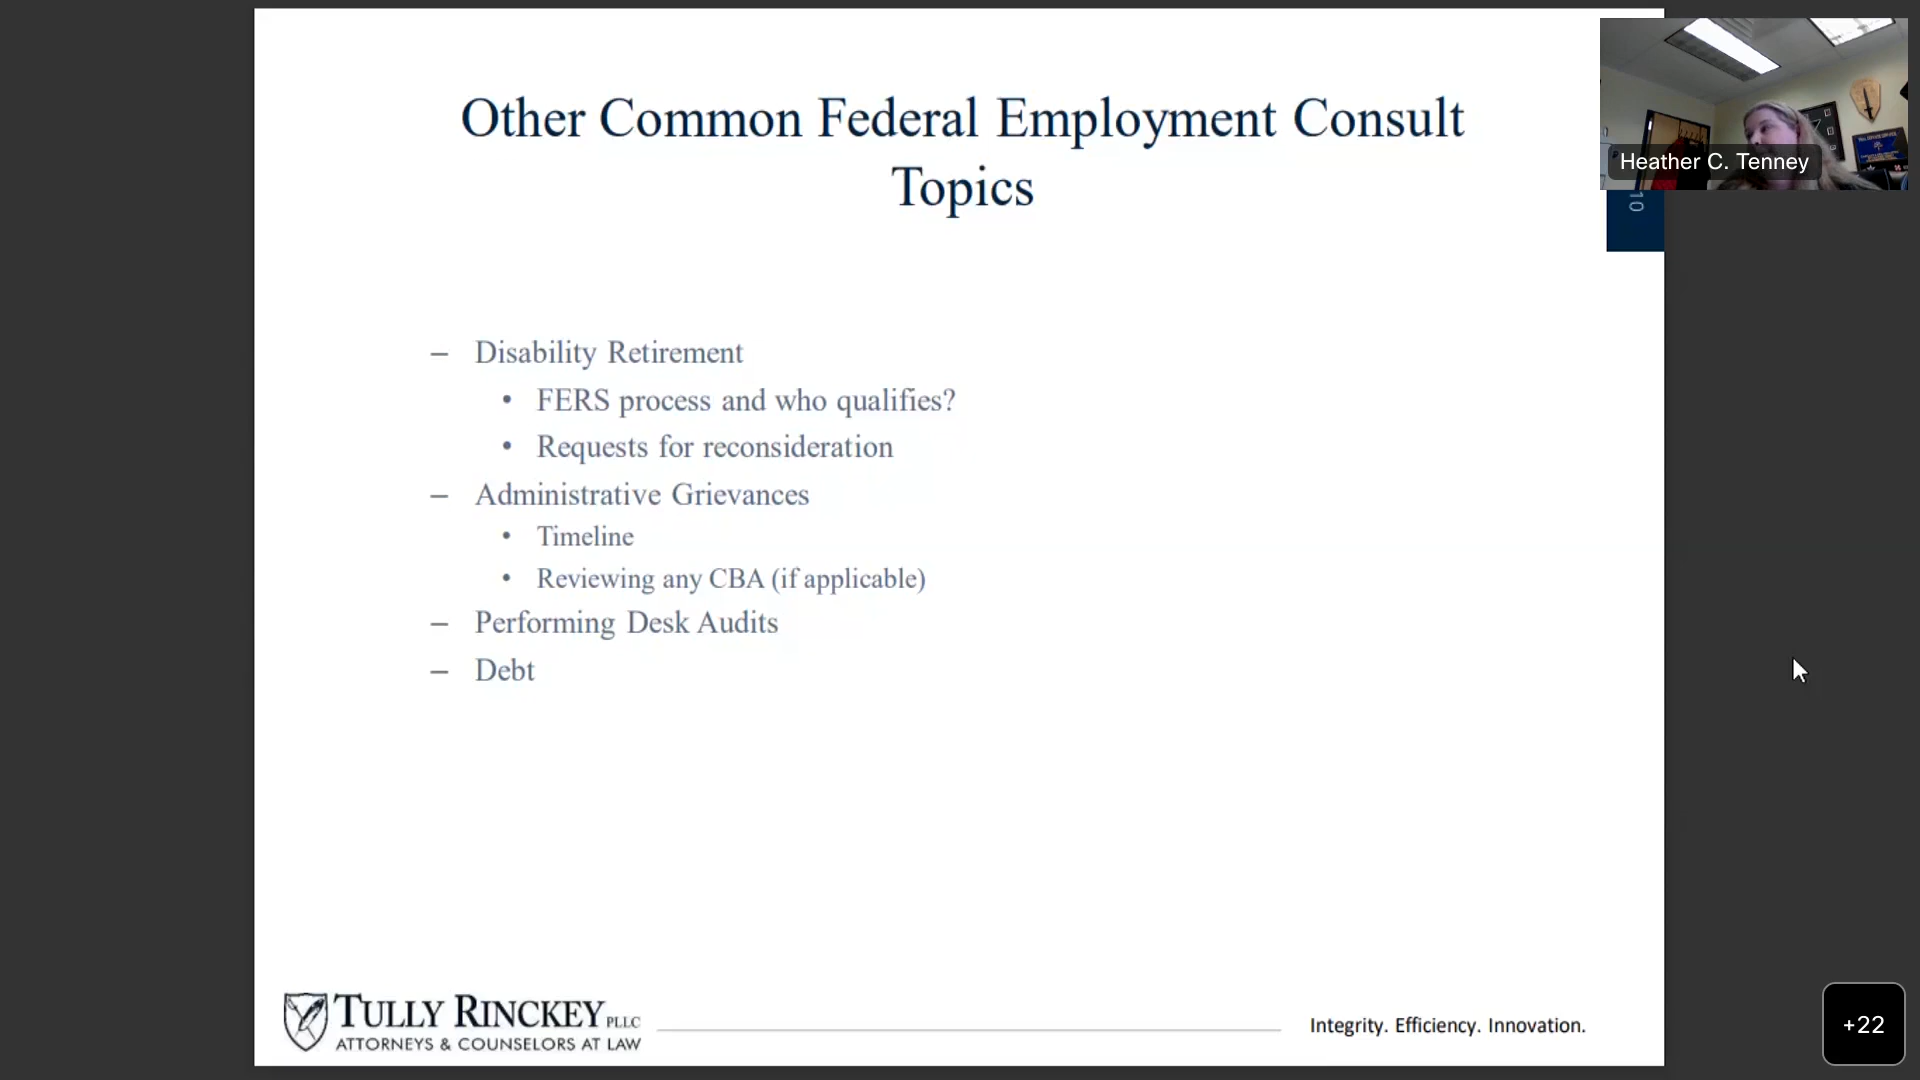 Other Common Federal Employment Consult
Topics
Heather C. Tenney
10
– Disability Retirement
• FERS process and who qualifies?
• Requests for reconsideration
– Administrative Grievances
• Timeline
• Reviewing any CBA (if applicable)
– Performing Desk Audits
– Debt
TULLY RINCKEY PLLC
ATTORNEYS & COUNSELORS AT LAW
Integrity. Efficiency. Innovation.
+22